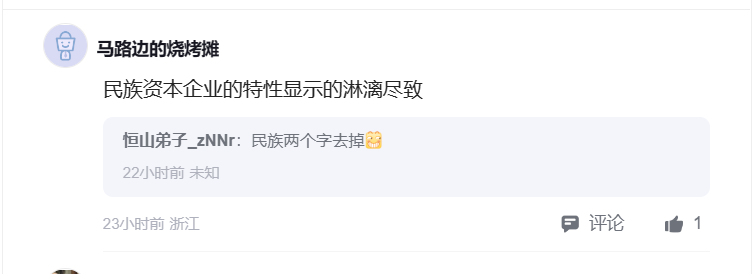 马路边的烧烤摊
民族资本企业的特性显示的淋漓尽致
恒山弟子_zNNr：民族两个字去掉
22小时前 未知
23小时前 浙江 评论 1